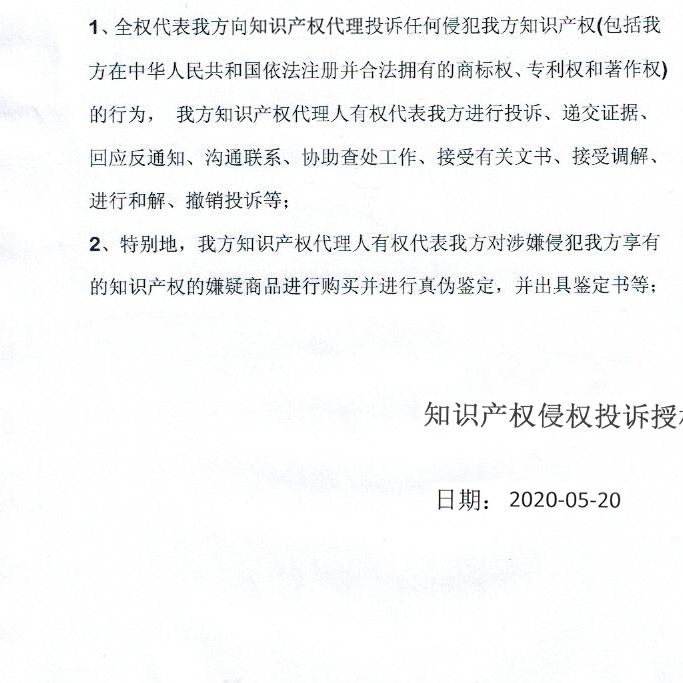 1、全权代表我方向知识产权代理投诉任何侵犯我方知识产权(包括我
方在中华人民共和国依法注册并合法拥有的商标权、专利权和著作权)
的行为， 我方知识产权代理人有权代表我方进行投诉、递交证据、
回应反通知、沟通联系、协助查处工作、接受有关文书、接受调解、
进行和解、撤销投诉等；
2、特别地，我方知识产权代理人有权代表我方对涉嫌侵犯我方享有
的知识产权的嫌疑商品进行购买并进行真伪鉴定，并出具鉴定书等；
知识产权侵权投诉授
日期： 2020-05-20